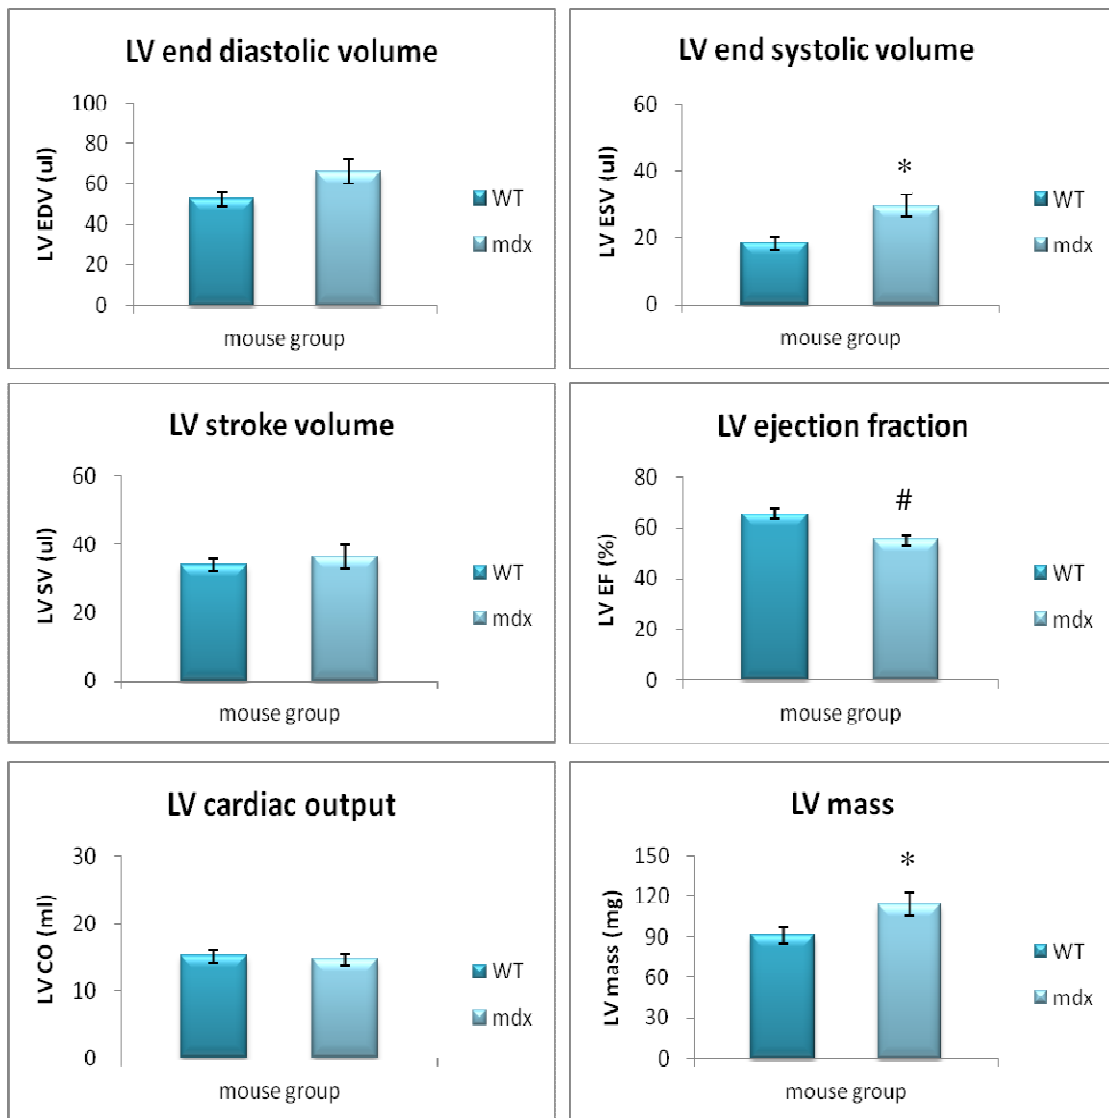 LV end diastolic volume
LV EDV (ul)
100
80
60
40
20
0
mouse group
WT
mdx
LV end systolic volume
LV ESV (ul)
60
40
20
0
*
mouse group
WT
mdx
LV stroke volume
LV SV (ul)
60
40
20
0
mouse group
WT
mdx
LV ejection fraction
LV EF (%)
80
60
40
20
0
#
mouse group
WT
mdx
LV cardiac output
LV CO (ml)
30
20
10
0
mouse group
WT
mdx
LV mass
LV mass (mg)
150
120
90
60
30
0
*
mouse group
WT
mdx